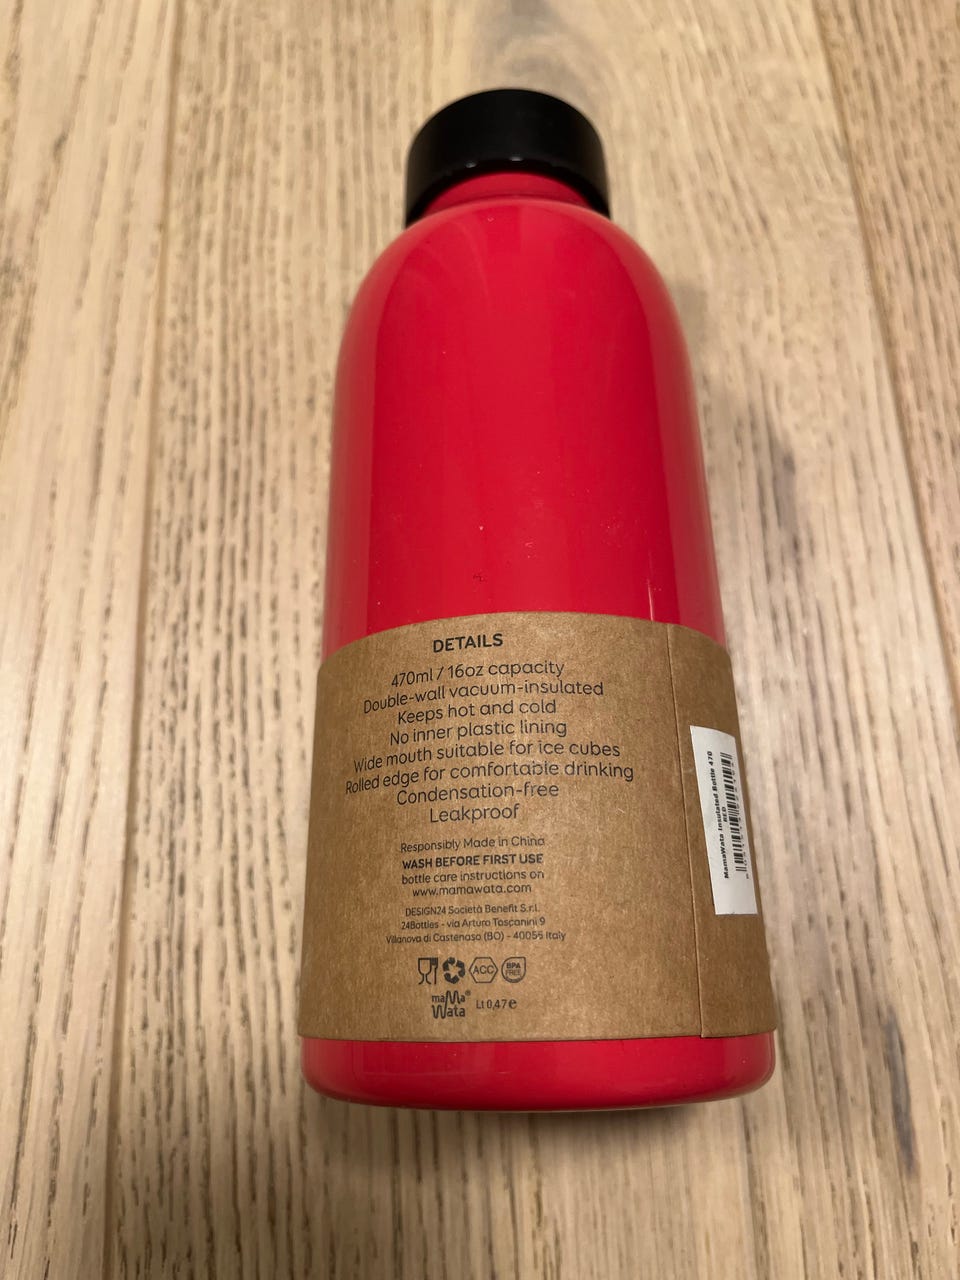 DETAILS
470ml / 16oz capacity
Double-wall vacuum-insulated
Keeps hot and cold
No inner plastic lining
Wide mouth suitable for ice cubes
Rolled edge for comfortable drinking
Condensation-free
Leakproof
Responsibly Made in China
WASH BEFORE FIRST USE
bottle care instructions on
www.mamawata.com
DESIGN24 Società Benefit S.r.l.
24Bottles - via Arturo Toscanini 9
Villanova di Castenaso (BO) - 40055 Italy
ACC
BPA
FREE
maMa®
Wata
Lt 0,47 e
MamaWata Insulated Bottle 470
RED